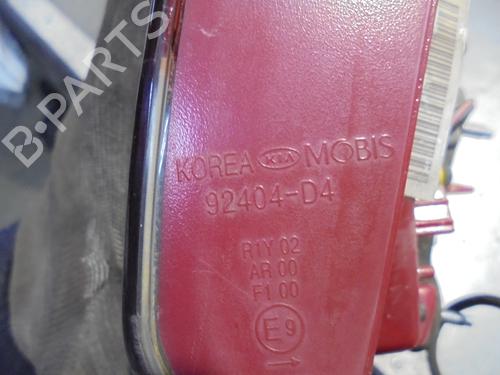 B-PARTS
KOREA KIA MOBIS
92404-D4
R1Y 02
AR 00
F1 00
E9